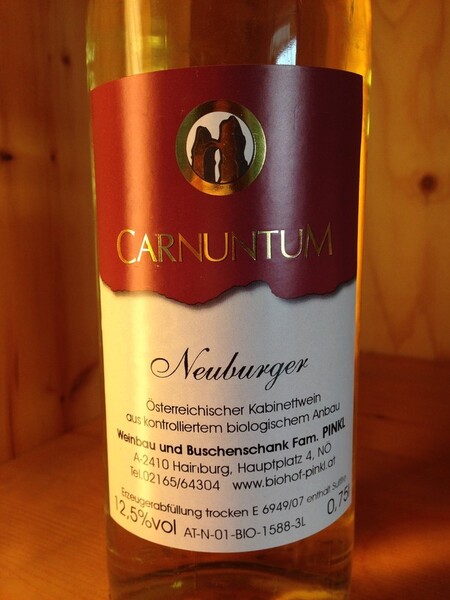 CARNUNTUM
Neuburger
Österreichischer Kabinettwein
aus kontrolliertem biologischem Anbau
Weinbau und Buschenschank Fam. PINKL
A-2410 Hainburg, Hauptplatz 4, NÖ
Tel.02165/64304 www.biohof-pinkl.at
Erzeugerabfüllung trocken E 6949/07 enthält Sulfite
12,5%vol AT-N-01-BIO-1588-3L 0,75l